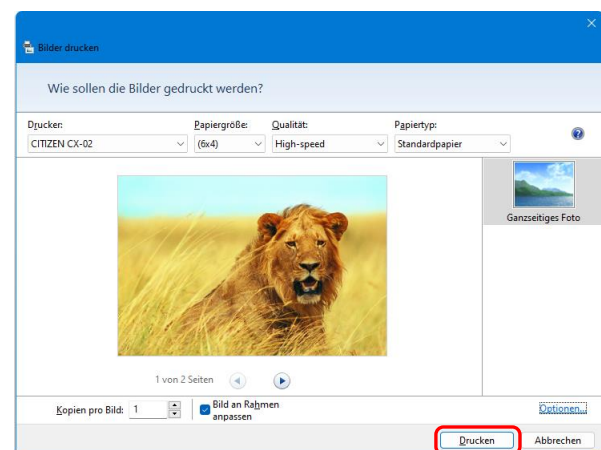 Bilder drucken
Wie sollen die Bilder gedruckt werden?
Drucker: Papiergröße: Qualität: Papiertyp:
CITIZEN CX-02 (6x4) High-speed Standardpapier
Ganzseitiges Foto
1 von 2 Seiten
Kopien pro Bild: 1 Bild an Rahmen
anpassen
Optionen...
Drucken Abbrechen